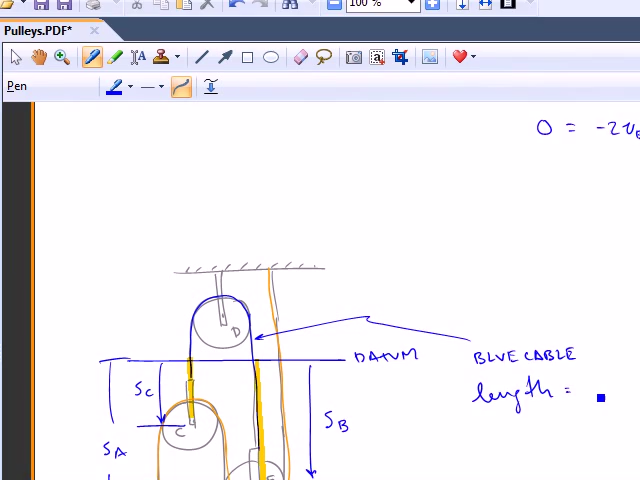 100 %
Pulleys.PDF*
Pen
0 = -2v
D
DATUM
BLUE CABLE
length =
SC
C
SB
SA
E